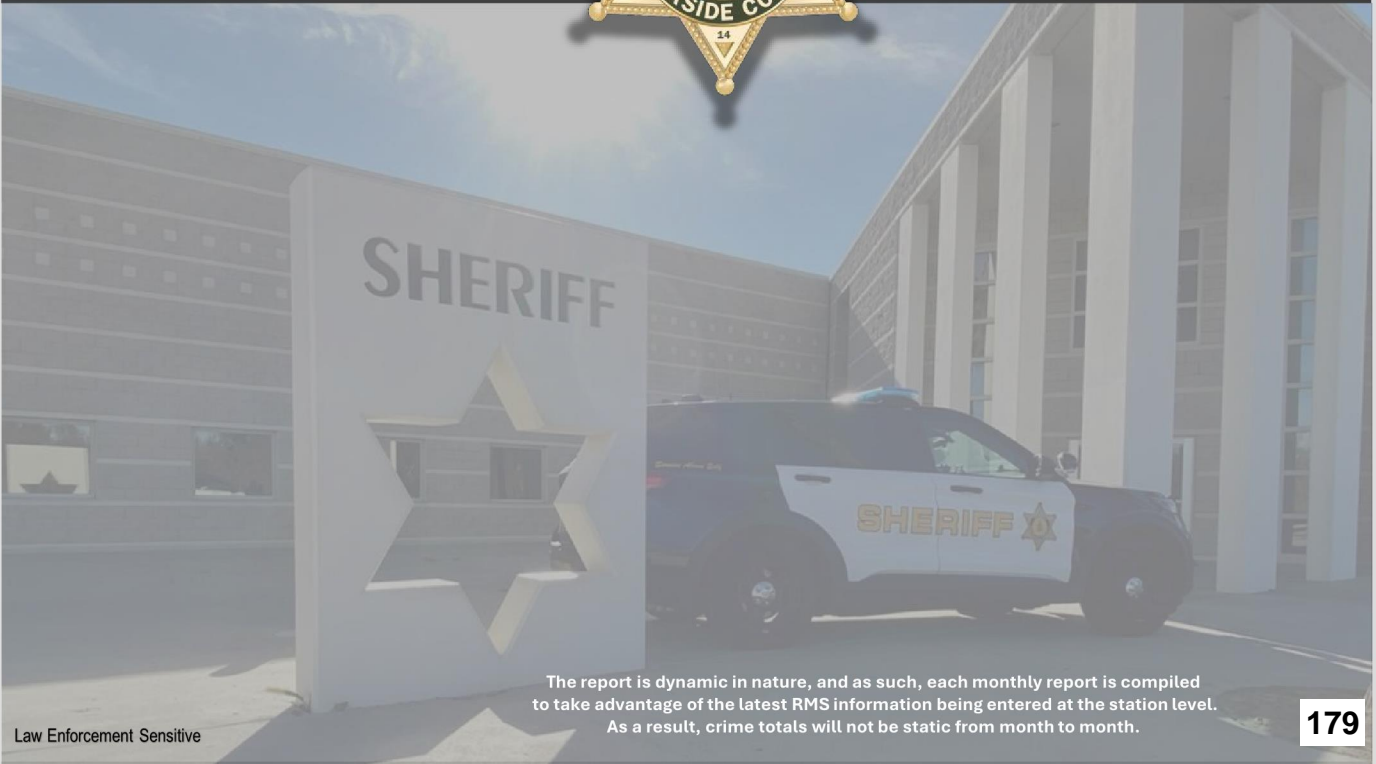 SIDE CO
14
SHERIFF
SHERIFF
The report is dynamic in nature, and as such, each monthly report is compiled
to take advantage of the latest RMS information being entered at the station level.
As a result, crime totals will not be static from month to month.
Law Enforcement Sensitive
179